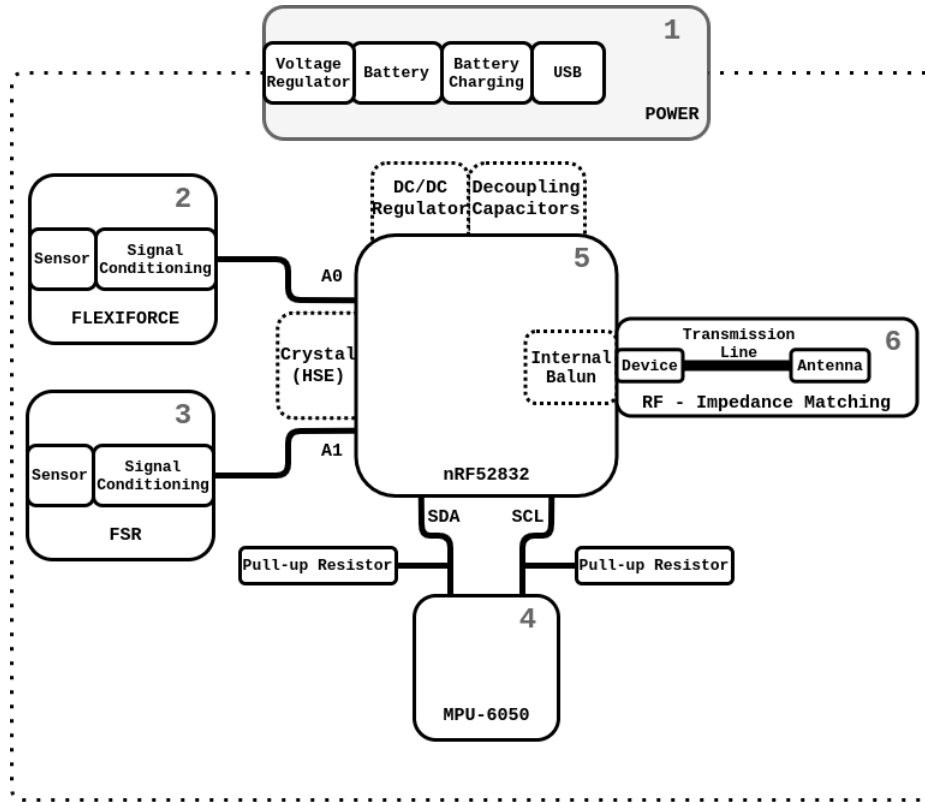 1
Voltage
Regulator
Battery
Battery
Charging
USB
POWER
2
Sensor
Signal
Conditioning
FLEXIFORCE
DC/DC
Regulator
Decoupling
Capacitors
5
A0
Crystal
(HSE)
A1
Internal
Balun
nRF52832
6
Transmission
Line
Device
Antenna
RF - Impedance Matching
3
Sensor
Signal
Conditioning
FSR
SDA
SCL
Pull-up Resistor
Pull-up Resistor
4
MPU-6050